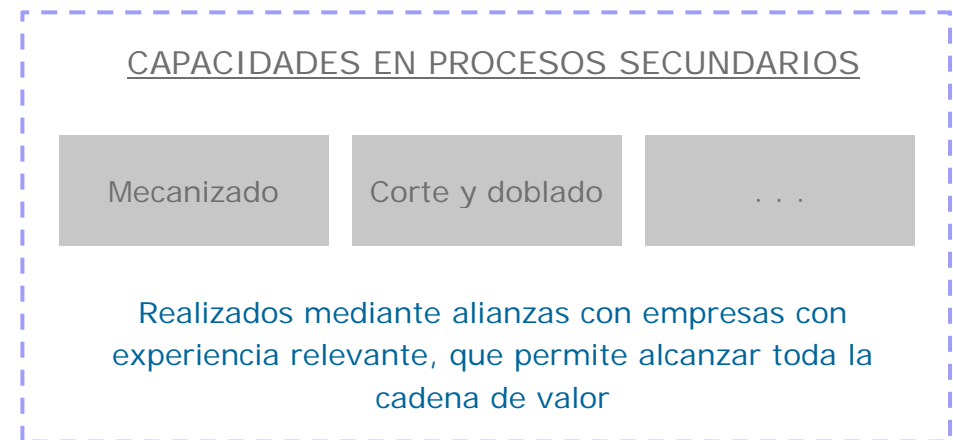 CAPACIDADES EN PROCESOS SECUNDARIOS
Mecanizado
Corte y doblado
. . .
Realizados mediante alianzas con empresas con
experiencia relevante, que permite alcanzar toda la
cadena de valor